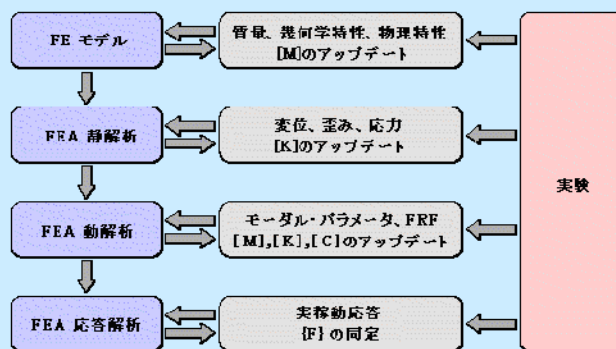 FE モデル
質量、幾何学特性、物理特性
[M]のアップデート
FEA 静解析
変位、歪み、応力
[K]のアップデート
実験
FEA 動解析
モーダル・パラメータ、FRF
[M],[K],[C]のアップデート
FEA 応答解析
実稼動応答
{F} の同定